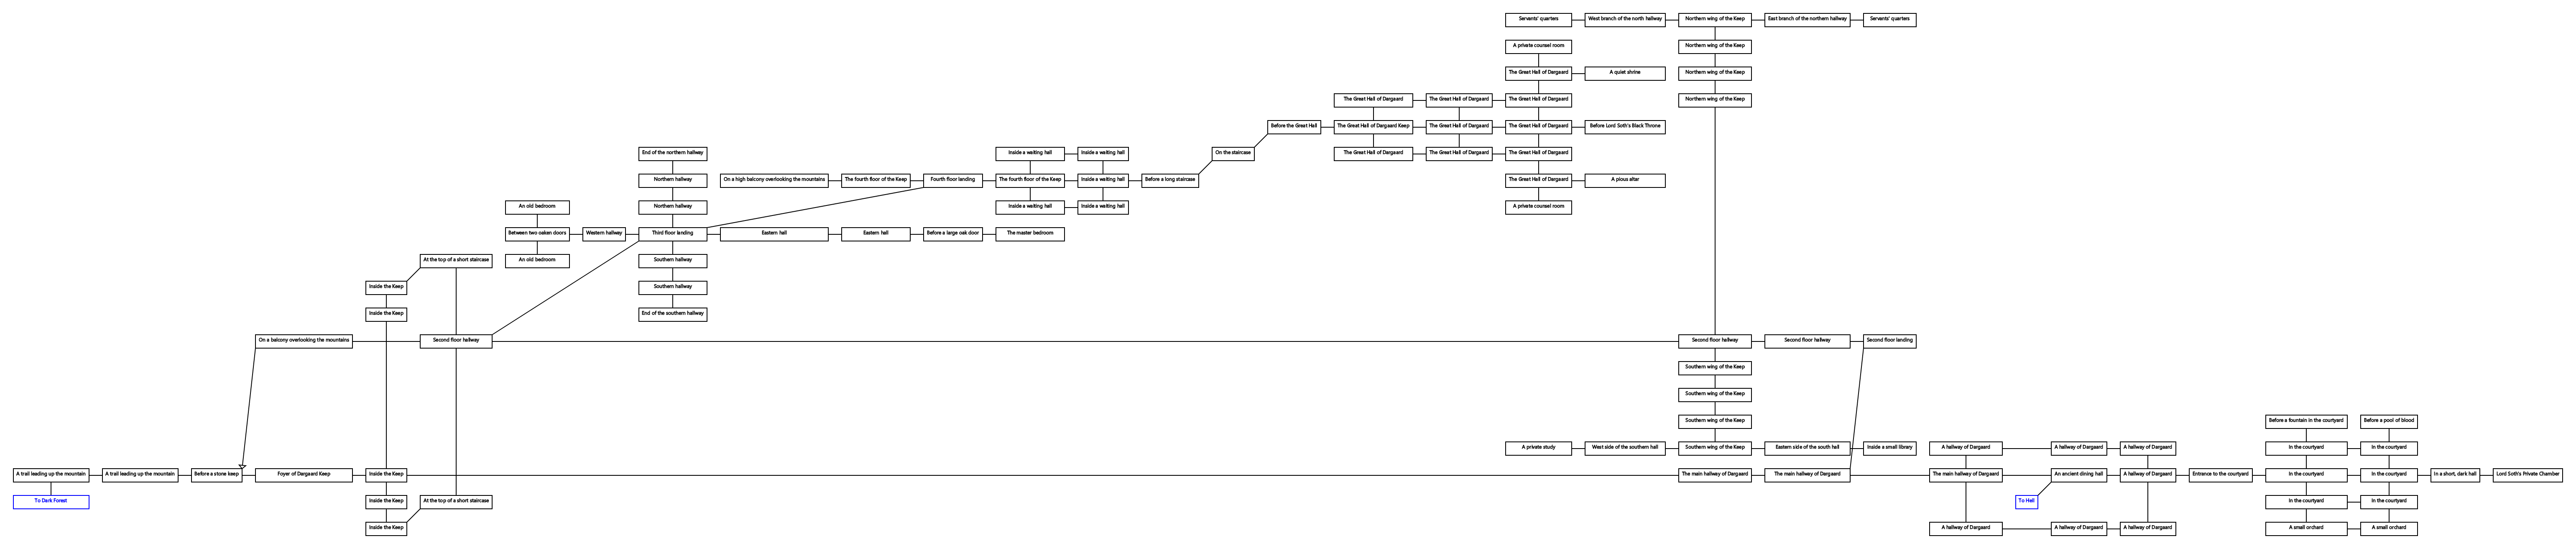 Servants' quarters
West branch of the north hallway
Northern wing of the Keep
East branch of the northern hallway
Servants' quarters
A private counsel room
Northern wing of the Keep
The Great Hall of Dargaard
A quiet shrine
Northern wing of the Keep
The Great Hall of Dargaard
The Great Hall of Dargaard
The Great Hall of Dargaard
Northern wing of the Keep
Before the Great Hall
The Great Hall of Dargaard Keep
The Great Hall of Dargaard
The Great Hall of Dargaard
Before Lord Soth's Black Throne
End of the northern hallway
Inside a waiting hall
Inside a waiting hall
On the staircase
The Great Hall of Dargaard
The Great Hall of Dargaard
The Great Hall of Dargaard
Northern hallway
On a high balcony overlooking the mountains
The fourth floor of the Keep
Fourth floor landing
The fourth floor of the Keep
Inside a waiting hall
Before a long staircase
The Great Hall of Dargaard
A pious altar
An old bedroom
Northern hallway
Inside a waiting hall
Inside a waiting hall
A private counsel room
Between two oaken doors
Western hallway
Third floor landing
Eastern hall
Eastern hall
Before a large oak door
The master bedroom
At the top of a short staircase
An old bedroom
Southern hallway
Inside the Keep
Southern hallway
Inside the Keep
End of the southern hallway
On a balcony overlooking the mountains
Second floor hallway
Second floor hallway
Second floor hallway
Second floor landing
Southern wing of the Keep
Southern wing of the Keep
Southern wing of the Keep
Before a fountain in the courtyard
Before a pool of blood
A private study
West side of the southern hall
Southern wing of the Keep
Eastern side of the south hall
Inside a small library
A hallway of Dargaard
A hallway of Dargaard
A hallway of Dargaard
In the courtyard
In the courtyard
A trail leading up the mountain
A trail leading up the mountain
Before a stone keep
Foyer of Dargaard Keep
Inside the Keep
The main hallway of Dargaard
The main hallway of Dargaard
The main hallway of Dargaard
An ancient dining hall
A hallway of Dargaard
Entrance to the courtyard
In the courtyard
In the courtyard
In a short, dark hall
Lord Soth's Private Chamber
To Dark Forest
Inside the Keep
At the top of a short staircase
To Hell
In the courtyard
In the courtyard
Inside the Keep
A hallway of Dargaard
A hallway of Dargaard
A hallway of Dargaard
A small orchard
A small orchard